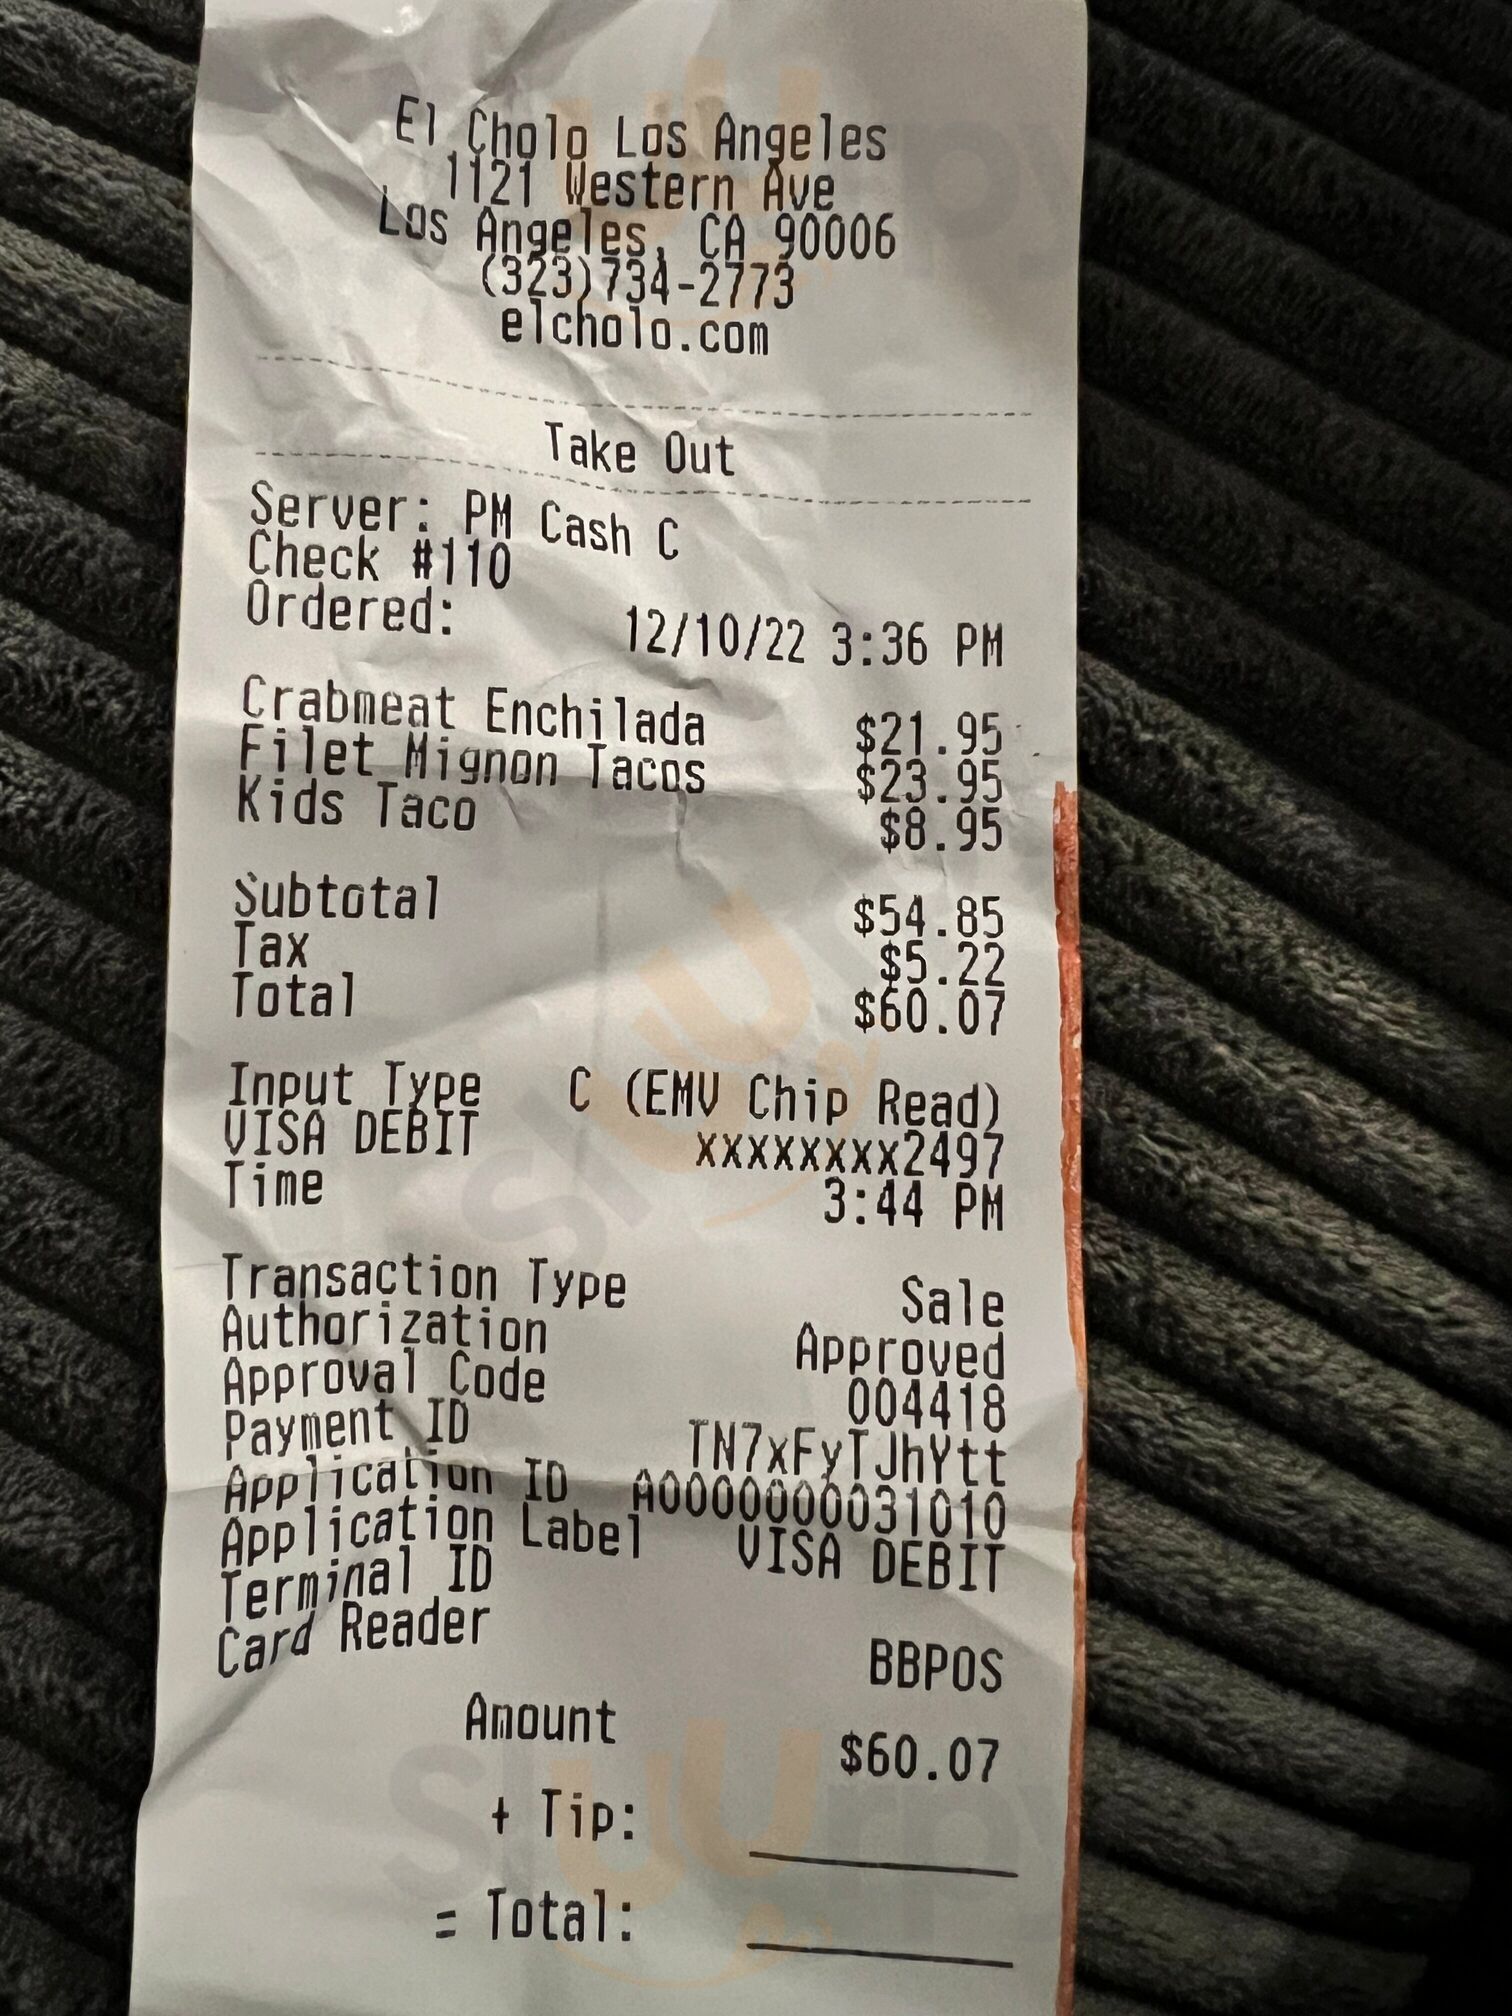 El Cholo Los Angeles
1121 Western Ave
Los Angeles, CA 90006
(323)734-2773
elcholo.com
Take Out
Server: PM Cash C
Check #110
Ordered: 12/10/22 3:36 PM
Crabmeat Enchilada $21.95
Filet Mignon Tacos $23.95
Kids Taco $8.95
Subtotal $54.85
Tax $5.22
Total $60.07
Input Type C (EMV Chip Read)
VISA DEBIT xxxxxxxx2497
Time 3:44 PM
Transaction Type Sale
Authorization Approved
Approval Code 004418
Payment ID TN7xFyTJhYtt
Application ID A0000000031010
Application Label VISA DEBIT
Terminal ID
Card Reader BBPOS
Amount $60.07
+ Tip:
= Total: